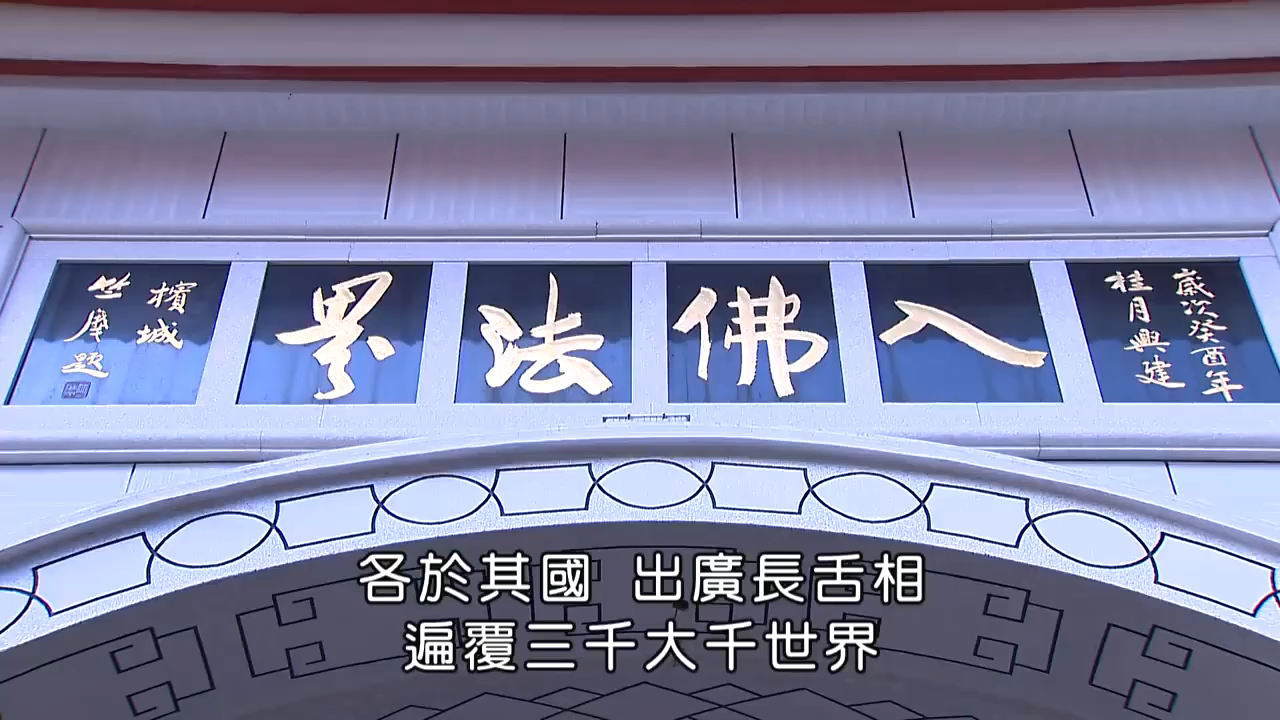 歲次癸酉年
桂月興建
入佛法界
檳城
竺摩題
各於其國 出廣長舌相
遍覆三千大千世界